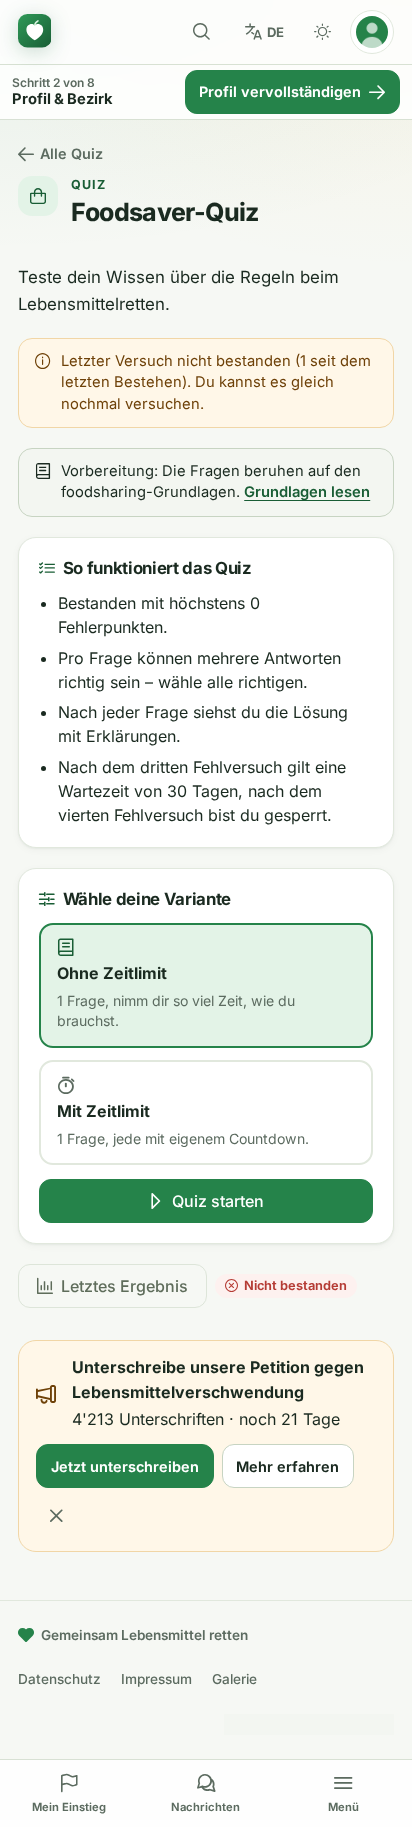 DE
Schritt 2 von 8
Profil & Bezirk
Profil vervollständigen
Alle Quiz
QUIZ
Foodsaver-Quiz
Teste dein Wissen über die Regeln beim
Lebensmittelretten.
Letzter Versuch nicht bestanden (1 seit dem
letzten Bestehen). Du kannst es gleich
nochmal versuchen.
Vorbereitung: Die Fragen beruhen auf den
foodsharing-Grundlagen. Grundlagen lesen
So funktioniert das Quiz
Bestanden mit höchstens 0
Fehlerpunkten.
Pro Frage können mehrere Antworten
richtig sein – wähle alle richtigen.
Nach jeder Frage siehst du die Lösung
mit Erklärungen.
Nach dem dritten Fehlversuch gilt eine
Wartezeit von 30 Tagen, nach dem
vierten Fehlversuch bist du gesperrt.
Wähle deine Variante
Ohne Zeitlimit
1 Frage, nimm dir so viel Zeit, wie du
brauchst.
Mit Zeitlimit
1 Frage, jede mit eigenem Countdown.
Quiz starten
Letztes Ergebnis
Nicht bestanden
Unterschreibe unsere Petition gegen
Lebensmittelverschwendung
4'213 Unterschriften · noch 21 Tage
Jetzt unterschreiben
Mehr erfahren
Gemeinsam Lebensmittel retten
Datenschutz Impressum Galerie
Mein Einstieg
Nachrichten
Menü